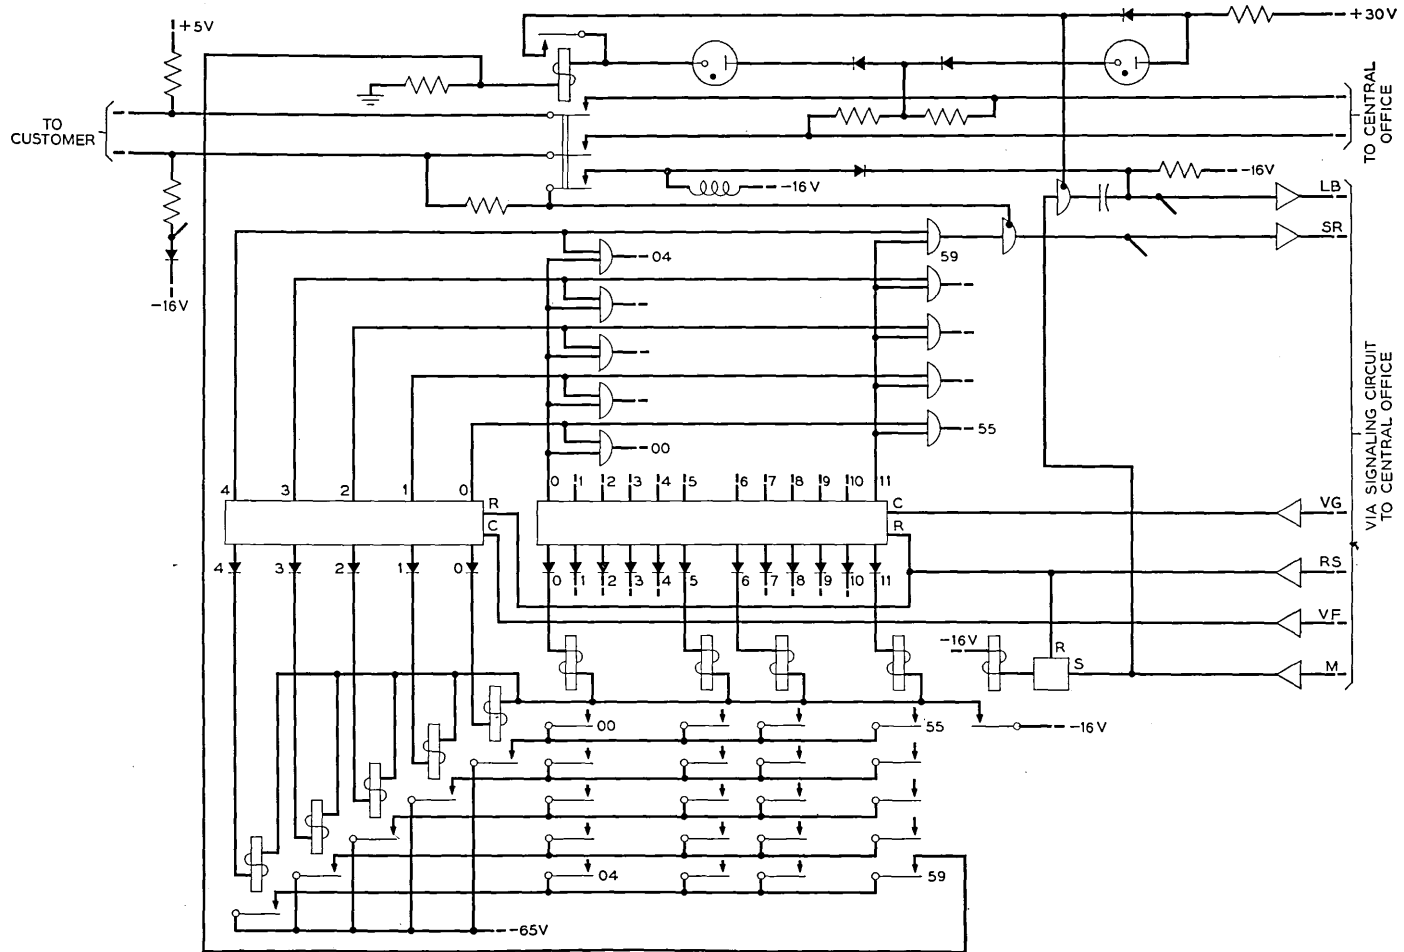 +5V
+30V
TO CUSTOMER
TO CENTRAL OFFICE
-16V
-16V
LB
SR
-16V
04
59
00
55
4 3 2 1 0
R
C
0 1 2 3 4 5 6 7 8 9 10 11
C
R
VG
RS
VF
M
VIA SIGNALING CIRCUIT TO CENTRAL OFFICE
4 3 2 1 0
0 1 2 3 4 5 6 7 8 9 10 11
-16V
R
S
00
55
-16V
04
59
-65V